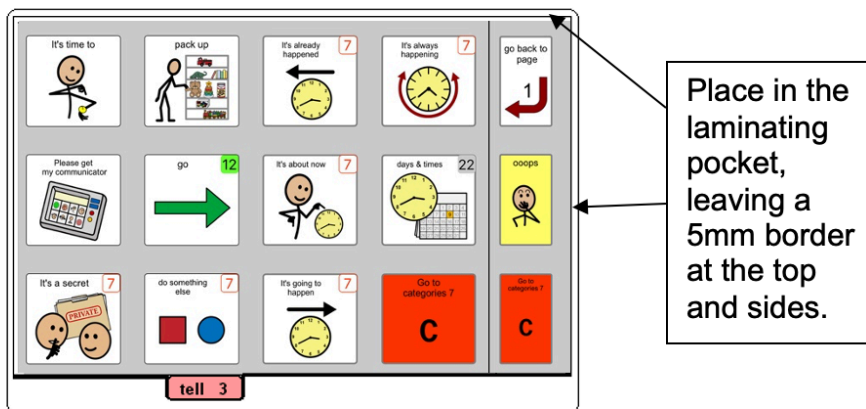 It's time to
pack up
It's already
happened
7
It's always
happening
7
go back to
page
1
Please get
my communicator
go
12
It's about now
7
days & times
22
ooops
It's a secret
7
PRIVATE
do something
else
7
It's going to
happen
7
Go to
categories 7
C
Go to
categories 7
C
tell 3
Place in the
laminating
pocket,
leaving a
5mm border
at the top
and sides.